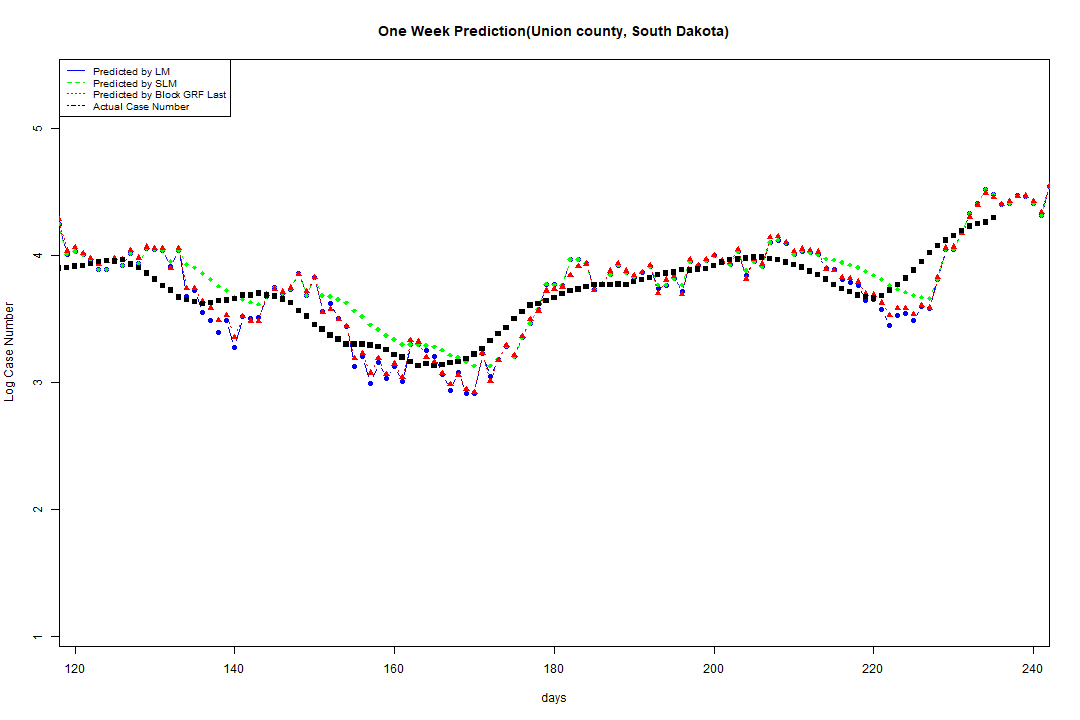 One Week Prediction(Union county, South Dakota)
Predicted by LM
Predicted by SLM
Predicted by Block GRF Last
Actual Case Number
Log Case Number
5
4
3
2
1
120 140 160 180 200 220 240
days